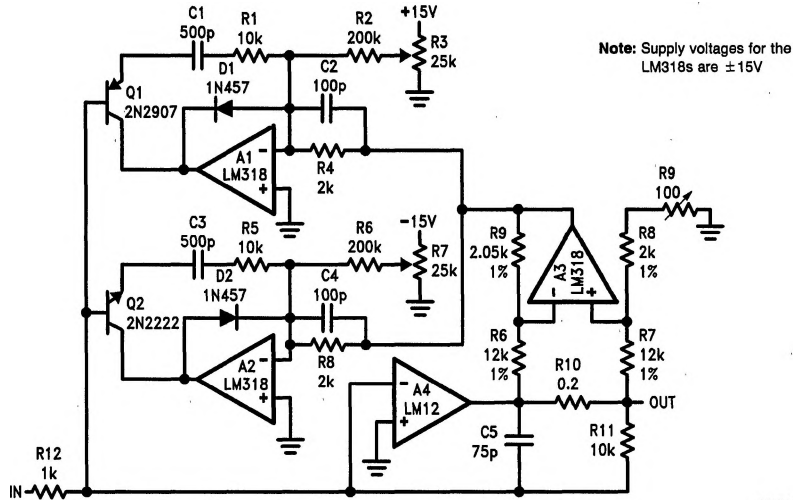 C1
500p
R1
10k
R2
200k
+15V
R3
25k
Note: Supply voltages for the
LM318s are ±15V
D1
1N457
C2
100p
Q1
2N2907
A1
LM318
−
+
R4
2k
C3
500p
R5
10k
R6
200k
−15V
R7
25k
D2
1N457
C4
100p
Q2
2N2222
A2
LM318
−
+
R8
2k
R9
2.05k
1%
A3
LM318
−
+
R9
100
R8
2k
1%
R6
12k
1%
R7
12k
1%
A4
LM12
−
+
R10
0.2
OUT
C5
75p
R11
10k
R12
1k
IN